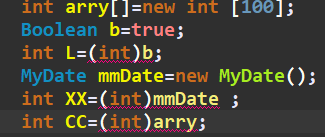 int arry[]=new int [100];
Boolean b=true;
int L=(int)b;
MyDate mmDate=new MyDate();
int XX=(int)mmDate ;
int CC=(int)arry;